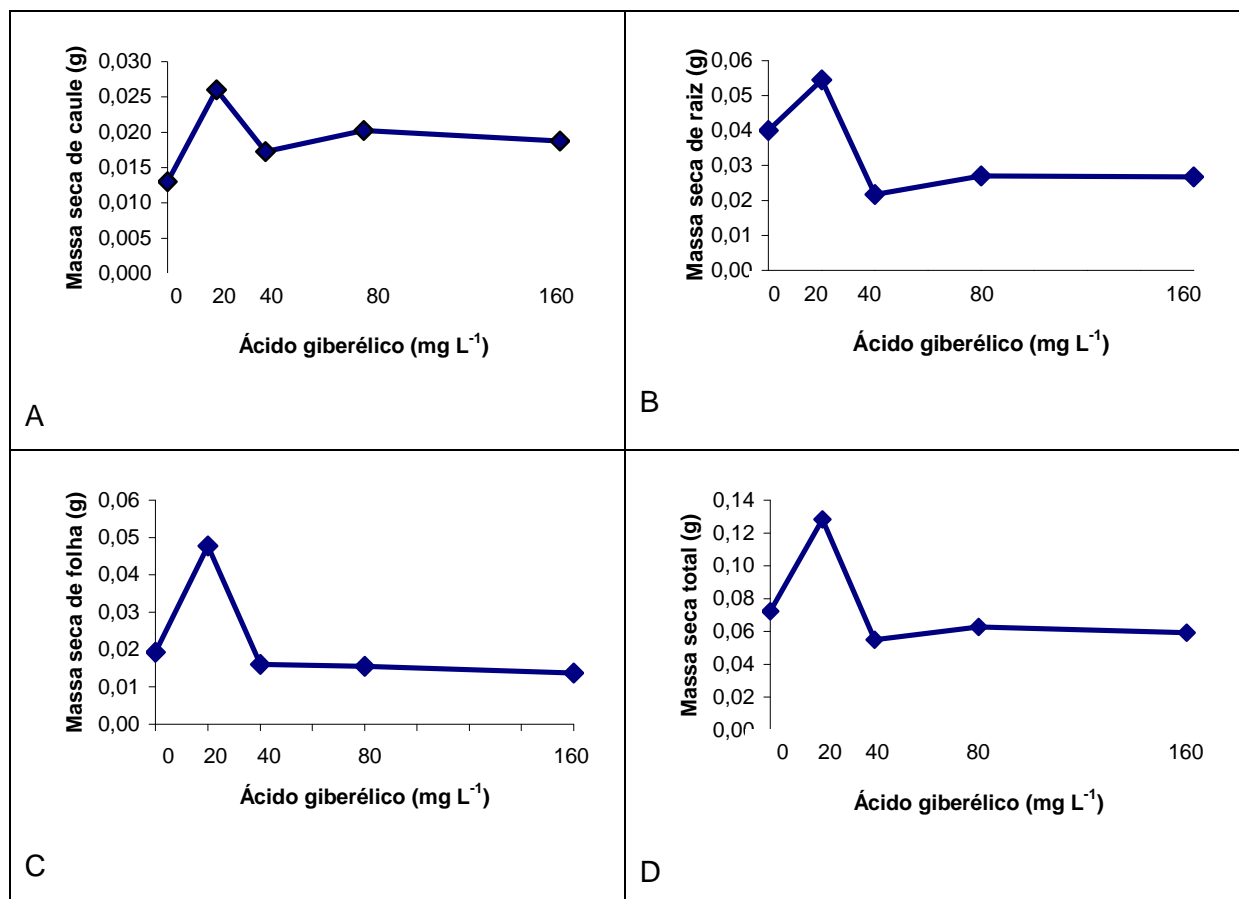 Massa seca de caule (g)
0,030
0,025
0,020
0,015
0,010
0,005
0,000
0 20 40 80 160
Ácido giberélico (mg L-1)
A
Massa seca de raiz (g)
0,06
0,05
0,04
0,03
0,02
0,01
0,00
0 20 40 80 160
Ácido giberélico (mg L-1)
B
Massa seca de folha (g)
0,06
0,05
0,04
0,03
0,02
0,01
0,00
0 20 40 80 160
Ácido giberélico (mg L-1)
C
Massa seca total (g)
0,14
0,12
0,10
0,08
0,06
0,04
0,02
0,00
0 20 40 80 160
Ácido giberélico (mg L-1)
D